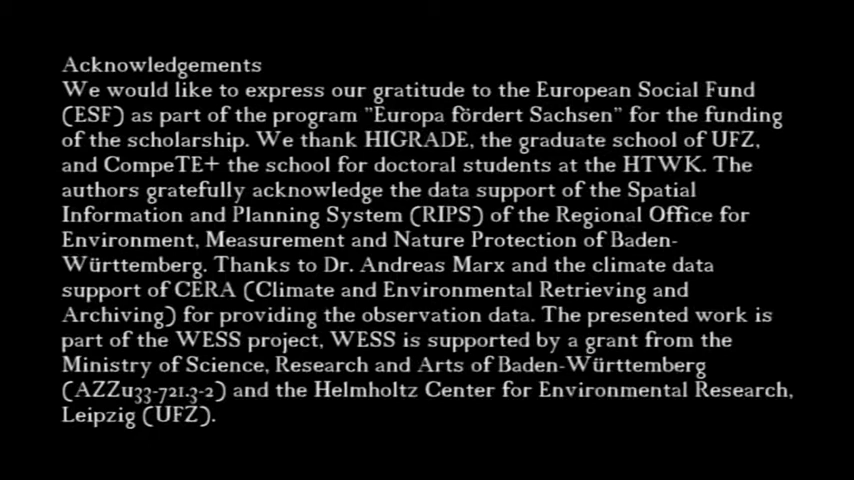 Acknowledgements
We would like to express our gratitude to the European Social Fund
(ESF) as part of the program "Europa fördert Sachsen" for the funding
of the scholarship. We thank HIGRADE, the graduate school of UFZ,
and CompeTE+ the school for doctoral students at the HTWK. The
authors gratefully acknowledge the data support of the Spatial
Information and Planning System (RIPS) of the Regional Office for
Environment, Measurement and Nature Protection of Baden-
Württemberg. Thanks to Dr. Andreas Marx and the climate data
support of CERA (Climate and Environmental Retrieving and
Archiving) for providing the observation data. The presented work is
part of the WESS project, WESS is supported by a grant from the
Ministry of Science, Research and Arts of Baden-Württemberg
(AZZu33-721.3-2) and the Helmholtz Center for Environmental Research,
Leipzig (UFZ).